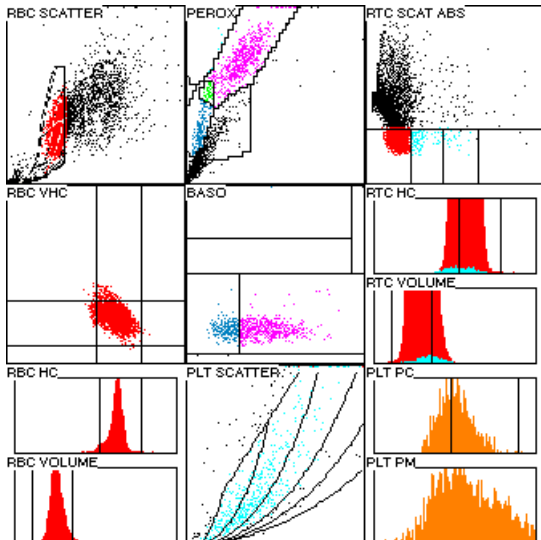 RBC SCATTER
PEROX
RTC SCAT ABS
RBC VHC
BASO
RTC HC
RTC VOLUME
RBC HC
PLT SCATTER
PLT PC
RBC VOLUME
PLT PM